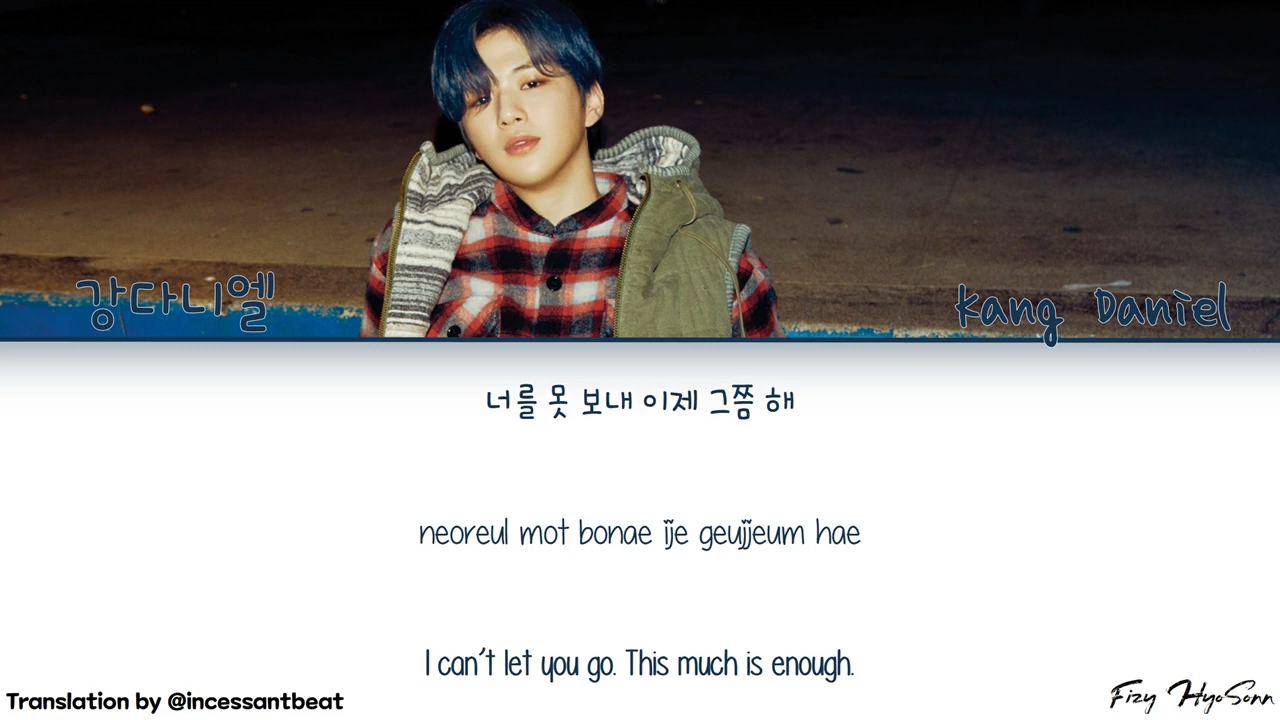 강다니엘
Kang Daniel
너를 못 보내 이제 그쯤 해
neoreul mot bonae ije geujjeum hae
I can't let you go. This much is enough.
Translation by @incessantbeat
Fizy HyoSonn